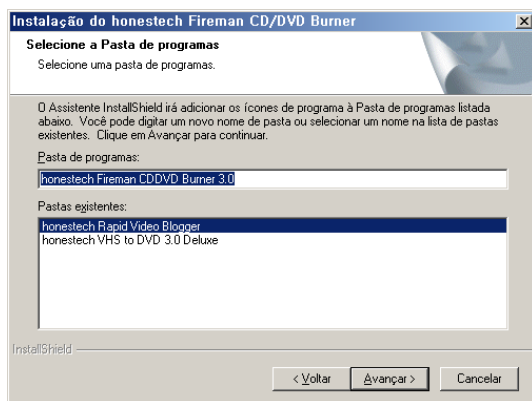 Instalação do honestech Fireman CD/DVD Burner
Selecione a Pasta de programas
Selecione uma pasta de programas.
O Assistente InstallShield irá adicionar os ícones de programa à Pasta de programas listada
abaixo. Você pode digitar um novo nome de pasta ou selecionar um nome na lista de pastas
existentes. Clique em Avançar para continuar.
Pasta de programas:
honestech Fireman CDDVD Burner 3.0
Pastas existentes:
honestech Rapid Video Blogger
honestech VHS to DVD 3.0 Deluxe
InstallShield
< Voltar Avançar > Cancelar